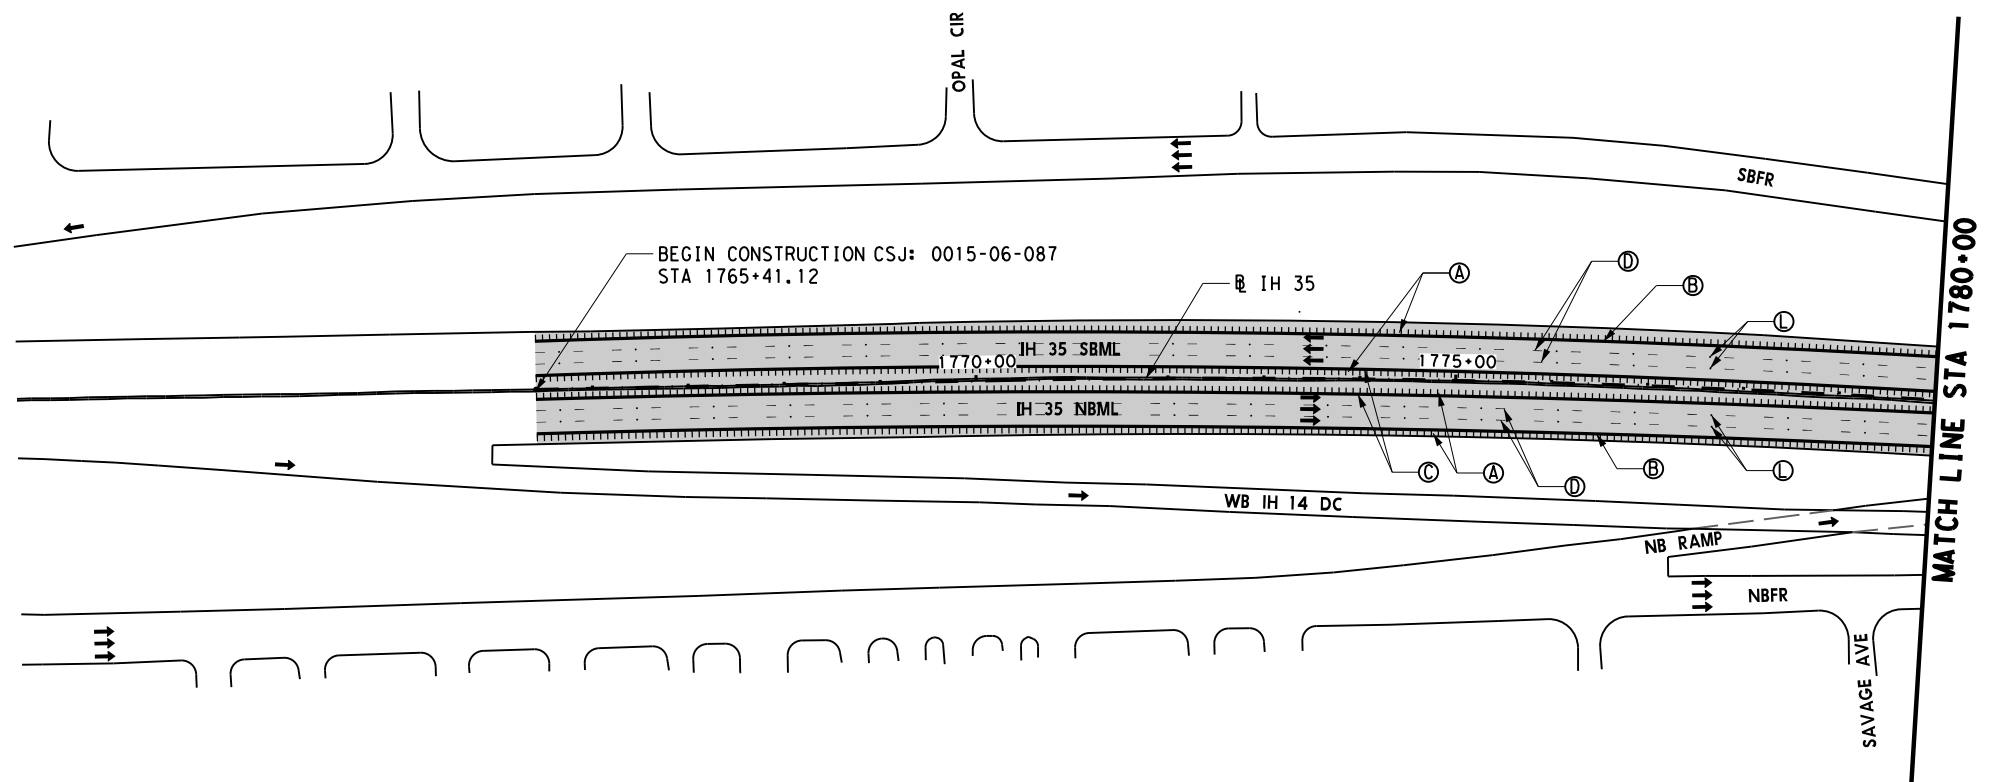 OPAL CIR
SBFR
BEGIN CONSTRUCTION CSJ: 0015-06-087
STA 1765+41.12
BL IH 35
A
D
B
L
IH 35 SBML
1770+00
1775+00
IH 35 NBML
C
A
D
B
L
WB IH 14 DC
NB RAMP
NBFR
SAVAGE AVE
MATCH LINE STA 1780+00